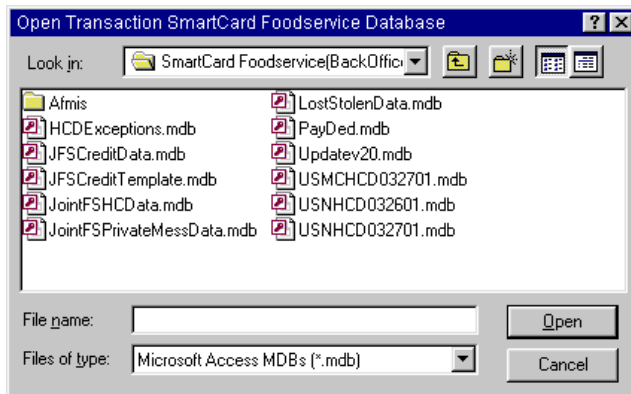 Open Transaction SmartCard Foodservice Database
Look in: SmartCard Foodservice(BackOffic
Afmis
HCDExceptions.mdb
JFSCreditData.mdb
JFSCreditTemplate.mdb
JointFSHCData.mdb
JointFSPrivateMessData.mdb
LostStolenData.mdb
PayDed.mdb
Updatev20.mdb
USMCHCD032701.mdb
USNHCD032601.mdb
USNHCD032701.mdb
File name:
Open
Files of type: Microsoft Access MDBs (*.mdb)
Cancel